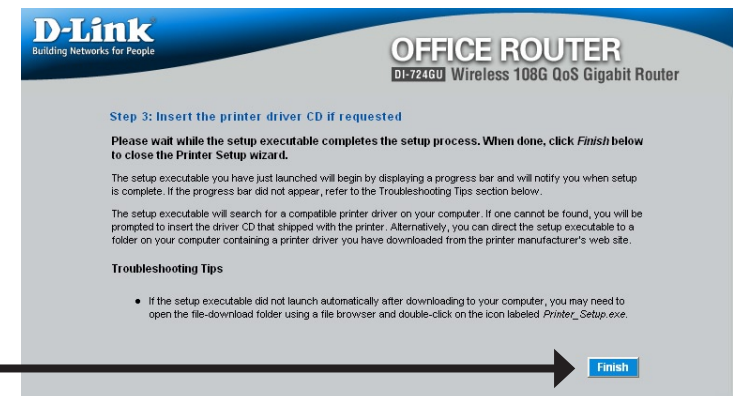 D-Link
Building Networks for People
OFFICE ROUTER
DI-724GU Wireless 108G QoS Gigabit Router
Step 3: Insert the printer driver CD if requested
Please wait while the setup executable completes the setup process. When done, click Finish below
to close the Printer Setup wizard.
The setup executable you have just launched will begin by displaying a progress bar and will notify you when setup
is complete. If the progress bar did not appear, refer to the Troubleshooting Tips section below.
The setup executable will search for a compatible printer driver on your computer. If one cannot be found, you will be
prompted to insert the driver CD that shipped with the printer. Alternatively, you can direct the setup executable to a
folder on your computer containing a printer driver you have downloaded from the printer manufacturer's web site.
Troubleshooting Tips
• If the setup executable did not launch automatically after downloading to your computer, you may need to
open the file-download folder using a file browser and double-click on the icon labeled Printer_Setup.exe.
Finish